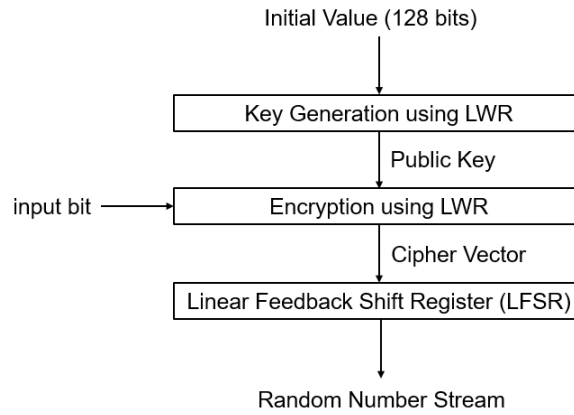 Initial Value (128 bits)
Key Generation using LWR
Public Key
input bit
Encryption using LWR
Cipher Vector
Linear Feedback Shift Register (LFSR)
Random Number Stream